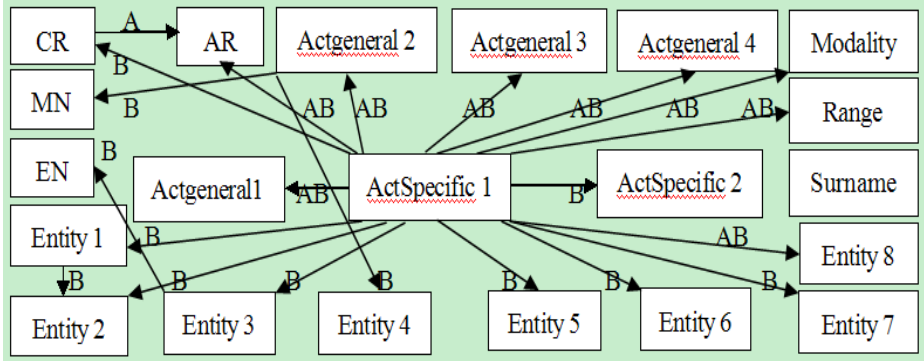 CR
A
AR
Actgeneral 2
Actgeneral 3
Actgeneral 4
Modality
B
MN
B
AB
AB
AB
AB
AB
Range
EN
B
Actgeneral1
AB
ActSpecific 1
B
ActSpecific 2
Surname
Entity 1
B
AB
Entity 8
B
B
B
B
B
B
B
Entity 2
Entity 3
Entity 4
Entity 5
Entity 6
Entity 7